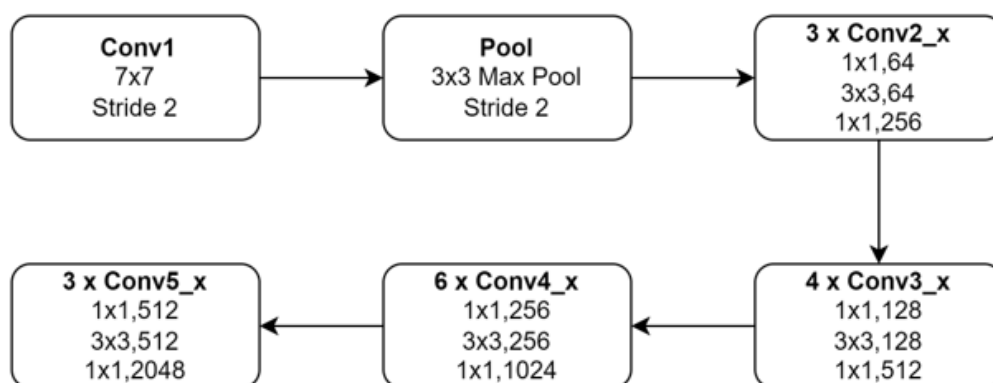 Conv1
7x7
Stride 2
Pool
3x3 Max Pool
Stride 2
3 x Conv2_x
1x1,64
3x3,64
1x1,256
4 x Conv3_x
1x1,128
3x3,128
1x1,512
6 x Conv4_x
1x1,256
3x3,256
1x1,1024
3 x Conv5_x
1x1,512
3x3,512
1x1,2048